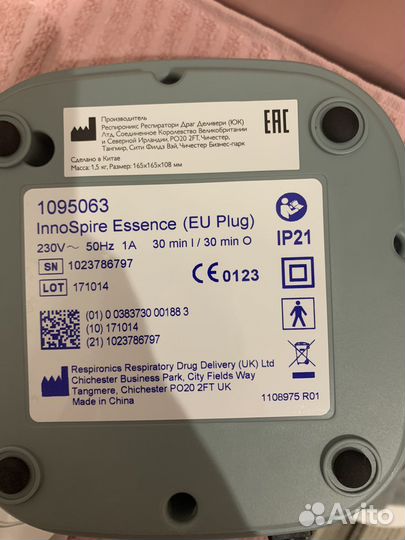 Производитель
Респироникс Респиратори Драг Деливери (ЮК)
Лтд, Соединенное Королевство Великобритании
и Северной Ирландии, PO20 2FT, Чичестер,
Тангмир, Сити Филдз Вэй, Чичестер Бизнес-парк
Сделано в Китае
Масса: 1,5 кг, Размер: 165x165x108 мм
EAC
1095063
InnoSpire Essence (EU Plug)
230V~ 50Hz 1A 30 min I / 30 min O
IP21
SN 1023786797
LOT 171014
CE 0123
(01) 0 0383730 00188 3
(10) 171014
(21) 1023786797
Respironics Respiratory Drug Delivery (UK) Ltd
Chichester Business Park, City Fields Way
Tangmere, Chichester PO20 2FT UK
Made in China
1108975 R01
Avito